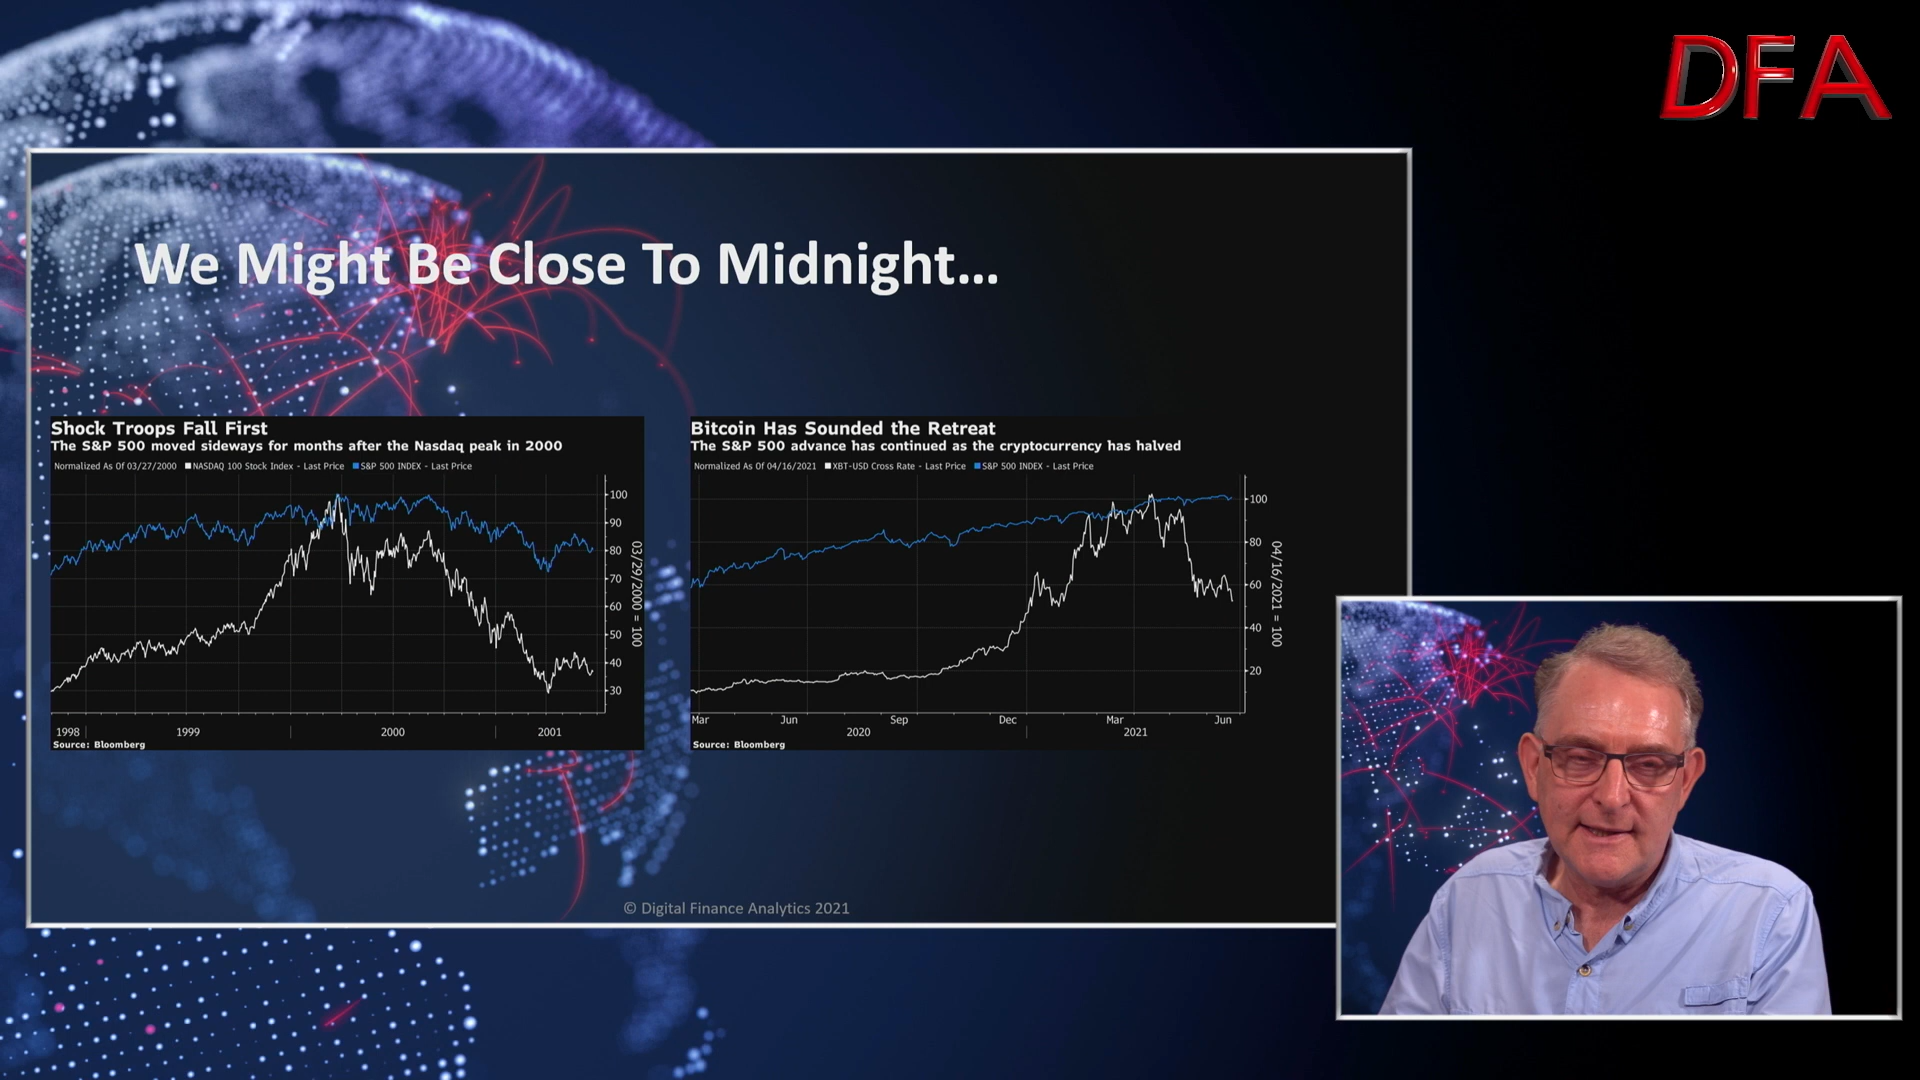 DFA
We Might Be Close To Midnight...
Shock Troops Fall First
The S&P 500 moved sideways for months after the Nasdaq peak in 2000
Normalized As Of 03/27/2000 NASDAQ 100 Stock Index - Last Price S&P 500 INDEX - Last Price
100
90
80
70
60
50
40
30
03/29/2000 = 100
1998 1999 2000 2001
Source: Bloomberg
Bitcoin Has Sounded the Retreat
The S&P 500 advance has continued as the cryptocurrency has halved
Normalized As Of 04/16/2021 XBT-USD Cross Rate - Last Price S&P 500 INDEX - Last Price
100
80
60
40
20
04/16/2021 = 100
Mar Jun Sep Dec Mar Jun
2020 2021
Source: Bloomberg
© Digital Finance Analytics 2021